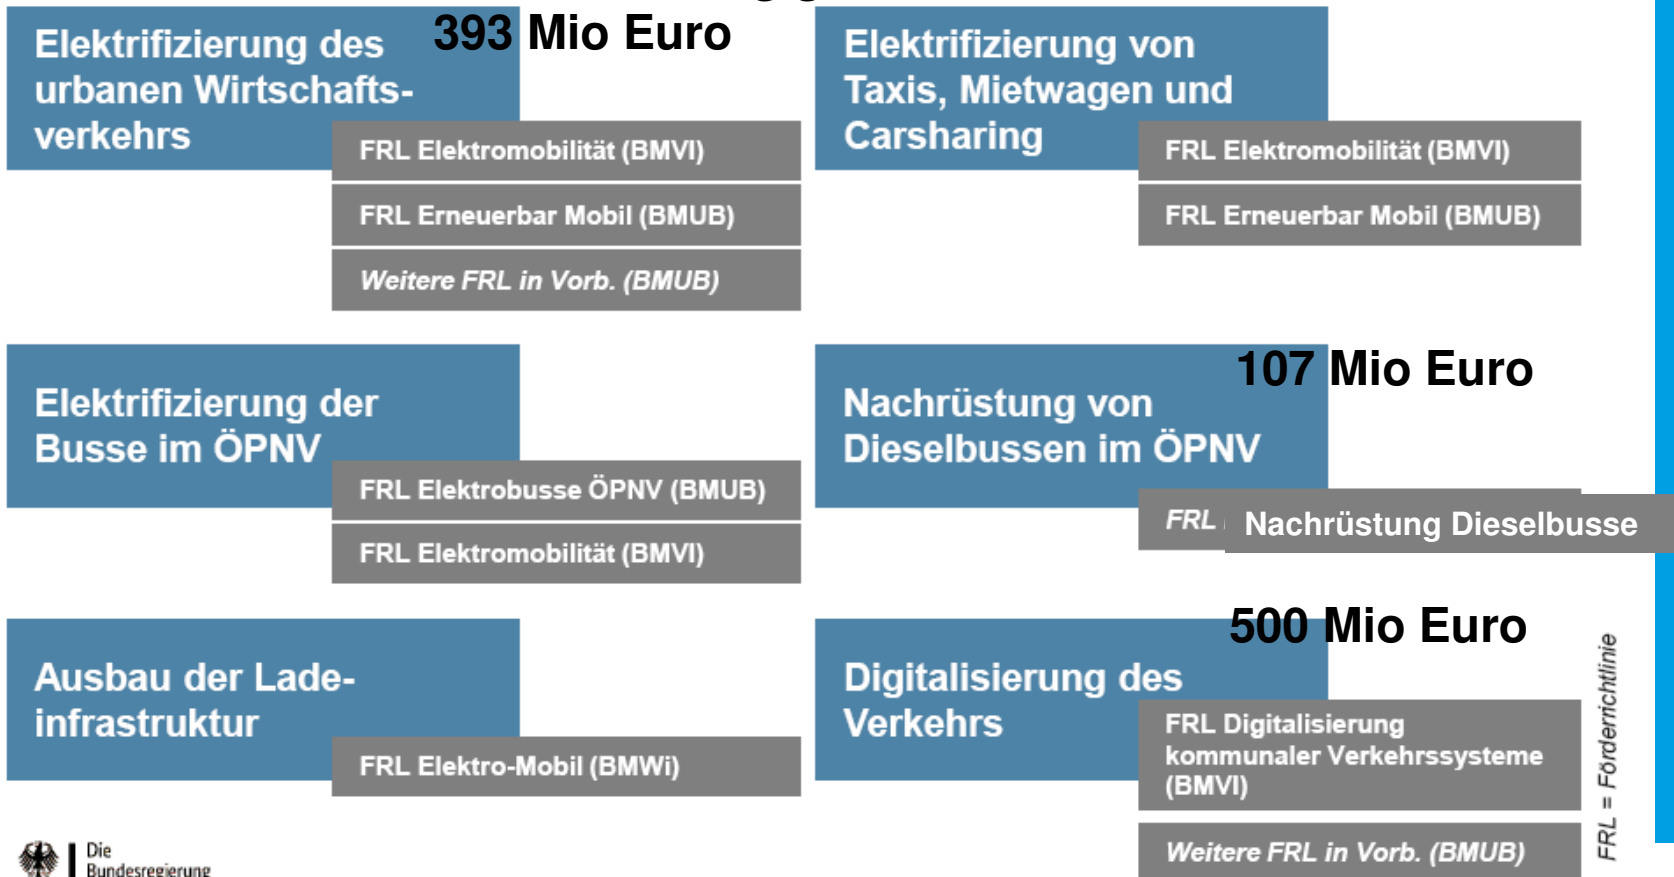 393 Mio Euro
Elektrifizierung des
urbanen Wirtschafts-
verkehrs
FRL Elektromobilität (BMVI)
FRL Erneuerbar Mobil (BMUB)
Weitere FRL in Vorb. (BMUB)
Elektrifizierung von
Taxis, Mietwagen und
Carsharing
FRL Elektromobilität (BMVI)
FRL Erneuerbar Mobil (BMUB)
Elektrifizierung der
Busse im ÖPNV
FRL Elektrobusse ÖPNV (BMUB)
FRL Elektromobilität (BMVI)
107 Mio Euro
Nachrüstung von
Dieselbussen im ÖPNV
FRL Nachrüstung Dieselbusse
Ausbau der Lade-
infrastruktur
FRL Elektro-Mobil (BMWi)
500 Mio Euro
Digitalisierung des
Verkehrs
FRL Digitalisierung
kommunaler Verkehrssysteme
(BMVI)
Weitere FRL in Vorb. (BMUB)
FRL = Förderrichtlinie
Die
Bundesregierung